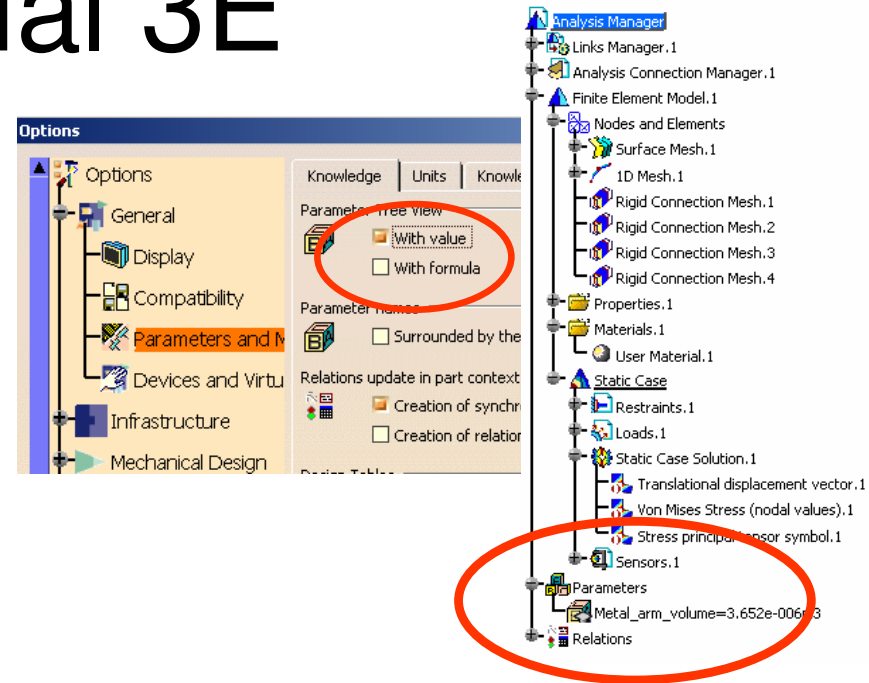 ial 3E
Options
Options
General
Display
Compatibility
Parameters and M
Devices and Virtu
Infrastructure
Mechanical Design
Knowledge Units Knowle
Parameter Tree View
With value
With formula
Parameter Names
Surrounded by the
Relations update in part context
Creation of synchr
Creation of relation
Design Tables
Analysis Manager
Links Manager.1
Analysis Connection Manager.1
Finite Element Model.1
Nodes and Elements
Surface Mesh.1
1D Mesh.1
Rigid Connection Mesh.1
Rigid Connection Mesh.2
Rigid Connection Mesh.3
Rigid Connection Mesh.4
Properties.1
Materials.1
User Material.1
Static Case
Restraints.1
Loads.1
Static Case Solution.1
Translational displacement vector.1
Von Mises Stress (nodal values).1
Stress principal tensor symbol.1
Sensors.1
Parameters
Metal_arm_volume=3.652e-006m3
Relations